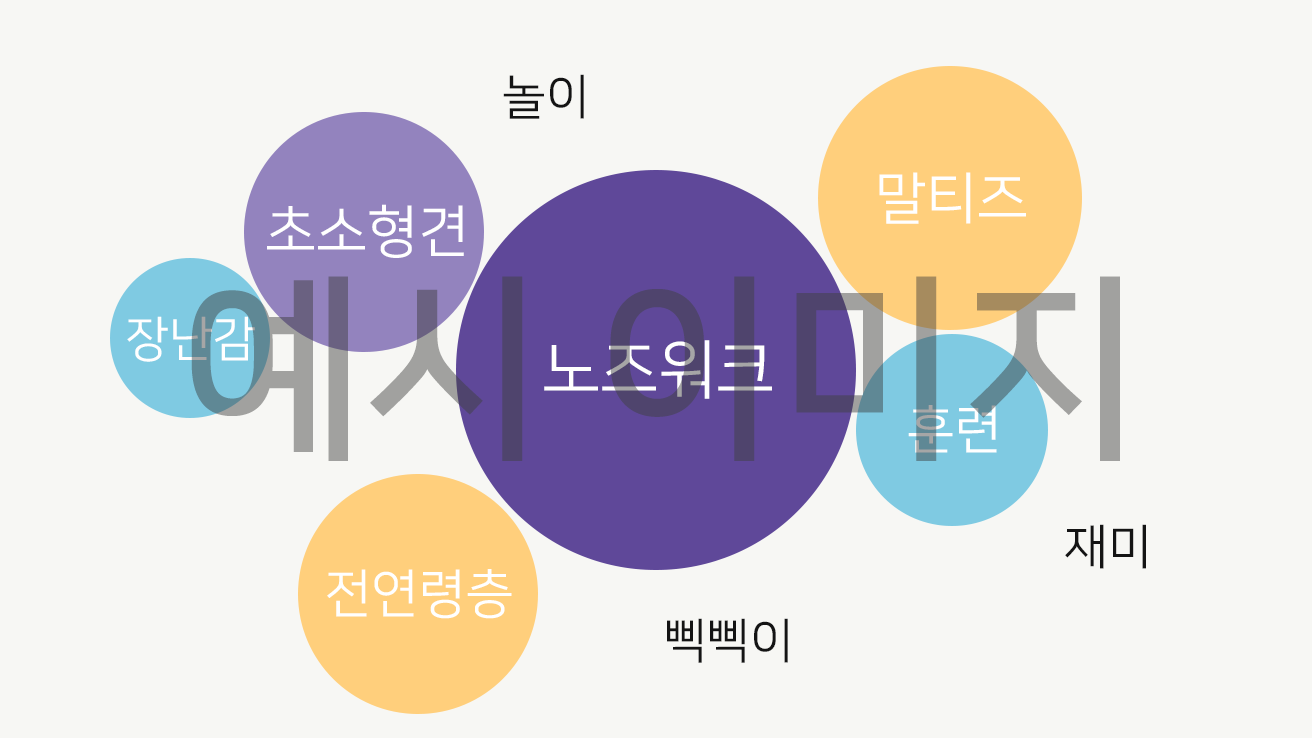 놀이
말티즈
초소형견
장난감
예시 이미지
노즈워크
훈련
재미
전연령층
삑삑이